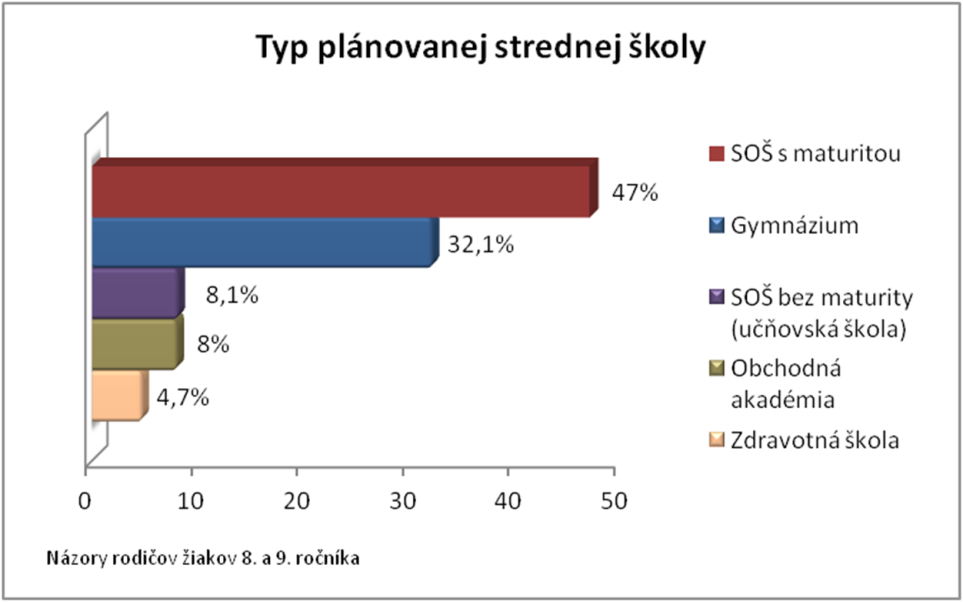 Typ plánovanej strednej školy
47%
32,1%
8,1%
8%
4,7%
0 10 20 30 40 50
SOŠ s maturitou
Gymnázium
SOŠ bez maturity
(učňovská škola)
Obchodná
akadémia
Zdravotná škola
Názory rodičov žiakov 8. a 9. ročníka